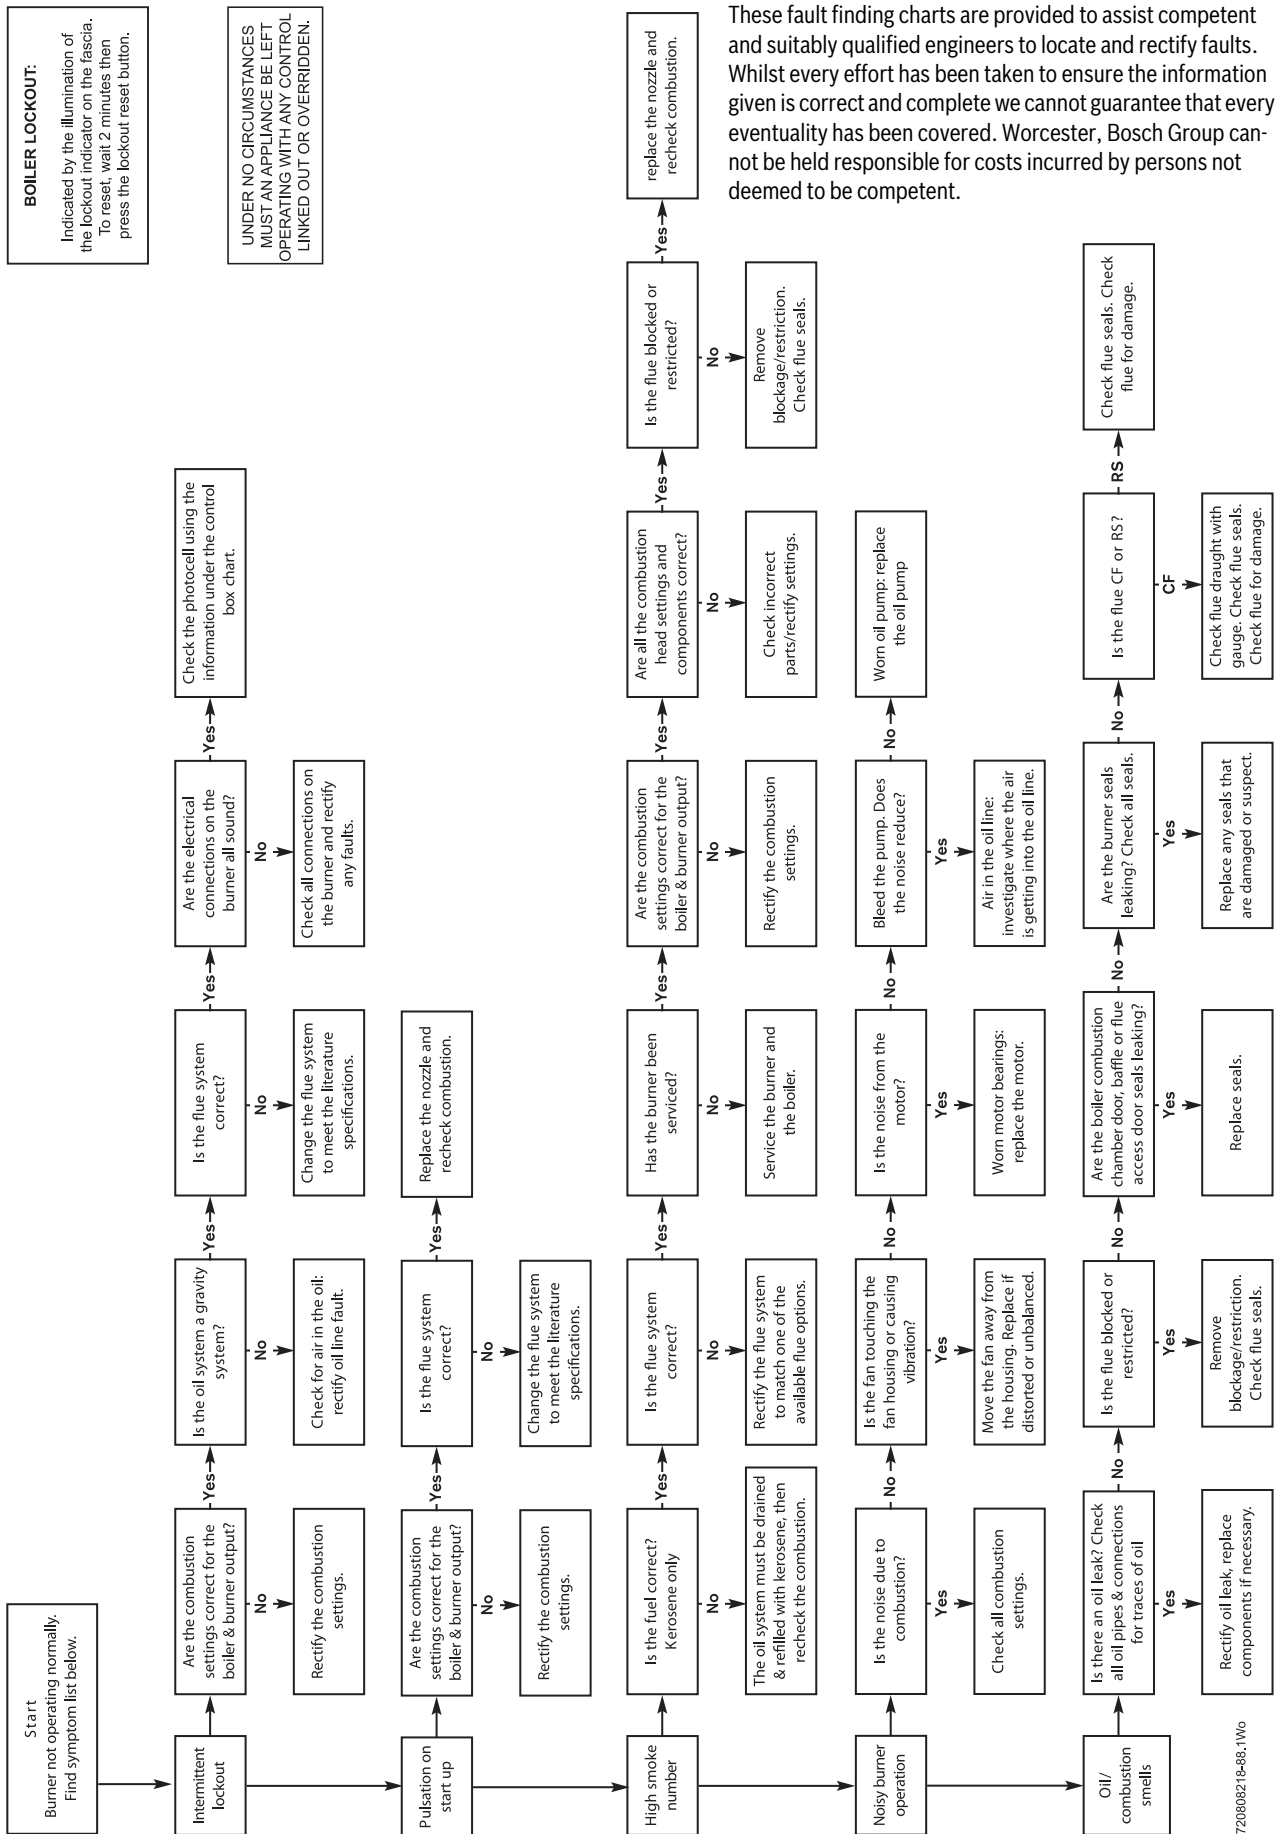 These fault finding charts are provided to assist competent
and suitably qualified engineers to locate and rectify faults.
Whilst every effort has been taken to ensure the information
given is correct and complete we cannot guarantee that every
eventuality has been covered. Worcester, Bosch Group can-
not be held responsible for costs incurred by persons not
deemed to be competent.
BOILER LOCKOUT:
Indicated by the illumination of
the lockout indicator on the fascia.
To reset, wait 2 minutes then
press the lockout reset button.
UNDER NO CIRCUMSTANCES
MUST AN APPLIANCE BE LEFT
OPERATING WITH ANY CONTROL
LINKED OUT OR OVERRIDDEN.
Start
Burner not operating normally.
Find symptom list below.
Intermittent
lockout
Are the combustion
settings correct for the
boiler & burner output?
No
Rectify the combustion
settings.
Yes
Is the oil system a gravity
system?
No
Check for air in the oil:
rectify oil line fault.
Yes
Is the flue system
correct?
No
Change the flue system
to meet the literature
specifications.
Yes
Are the electrical
connections on the
burner all sound?
No
Check all connections on
the burner and rectify
any faults.
Yes
Check the photocell using the
information under the control
box chart.
Pulsation on
start up
Are the combustion
settings correct for the
boiler & burner output?
No
Rectify the combustion
settings.
Yes
Is the flue system
correct?
No
Change the flue system
to meet the literature
specifications.
Yes
Replace the nozzle and
recheck combustion.
High smoke
number
Is the fuel correct?
Kerosene only
No
The oil system must be drained
& refilled with kerosene, then
recheck the combustion.
Yes
Is the flue system
correct?
No
Rectify the flue system
to match one of the
available flue options.
Yes
Has the burner been
serviced?
No
Service the burner and
the boiler.
Yes
Are the combustion
settings correct for the
boiler & burner output?
No
Rectify the combustion
settings.
Yes
Are all the combustion
head settings and
components correct?
No
Check incorrect
parts/rectify settings.
Yes
Is the flue blocked or
restricted?
No
Remove
blockage/restriction.
Check flue seals.
Yes
replace the nozzle and
recheck combustion.
Noisy burner
operation
Is the noise due to
combustion?
Yes
Check all combustion
settings.
No
Is the fan touching the
fan housing or causing
vibration?
Yes
Move the fan away from
the housing. Replace if
distorted or unbalanced.
No
Is the noise from the
motor?
Yes
Worn motor bearings:
replace the motor.
No
Bleed the pump. Does
the noise reduce?
Yes
Air in the oil line:
investigate where the air
is getting into the oil line.
No
Worn oil pump: replace
the oil pump
Oil/
combustion
smells
Is there an oil leak? Check
all oil pipes & connections
for traces of oil
Yes
Rectify oil leak, replace
components if necessary.
No
Is the flue blocked or
restricted?
Yes
Remove
blockage/restriction.
Check flue seals.
No
Are the boiler combustion
chamber door, baffle or flue
access door seals leaking?
Yes
Replace seals.
No
Are the burner seals
leaking? Check all seals.
Yes
Replace any seals that
are damaged or suspect.
No
Is the flue CF or RS?
CF
Check flue draught with
gauge. Check flue seals.
Check flue for damage.
RS
Check flue seals. Check
flue for damage.
720808218-88.1Wo